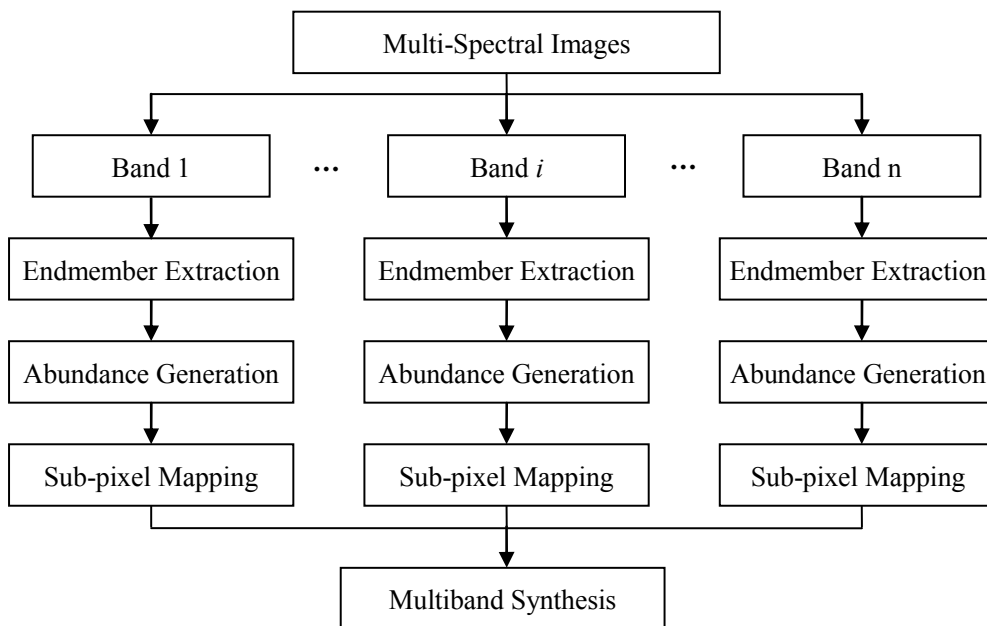 Multi-Spectral Images
Band 1 ... Band i ... Band n
Endmember Extraction Endmember Extraction Endmember Extraction
Abundance Generation Abundance Generation Abundance Generation
Sub-pixel Mapping Sub-pixel Mapping Sub-pixel Mapping
Multiband Synthesis